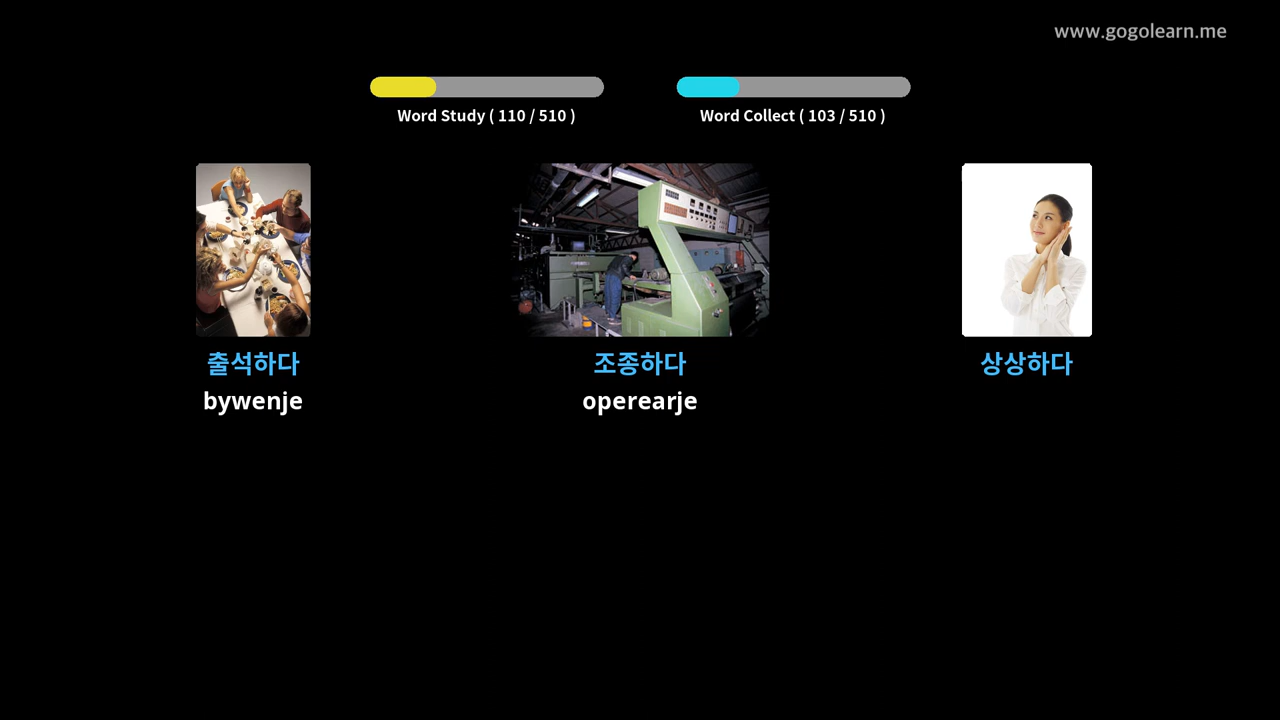 www.gogolearn.me
Word Study ( 110 / 510 )
Word Collect ( 103 / 510 )
출석하다
조종하다
상상하다
bywenje
operearje